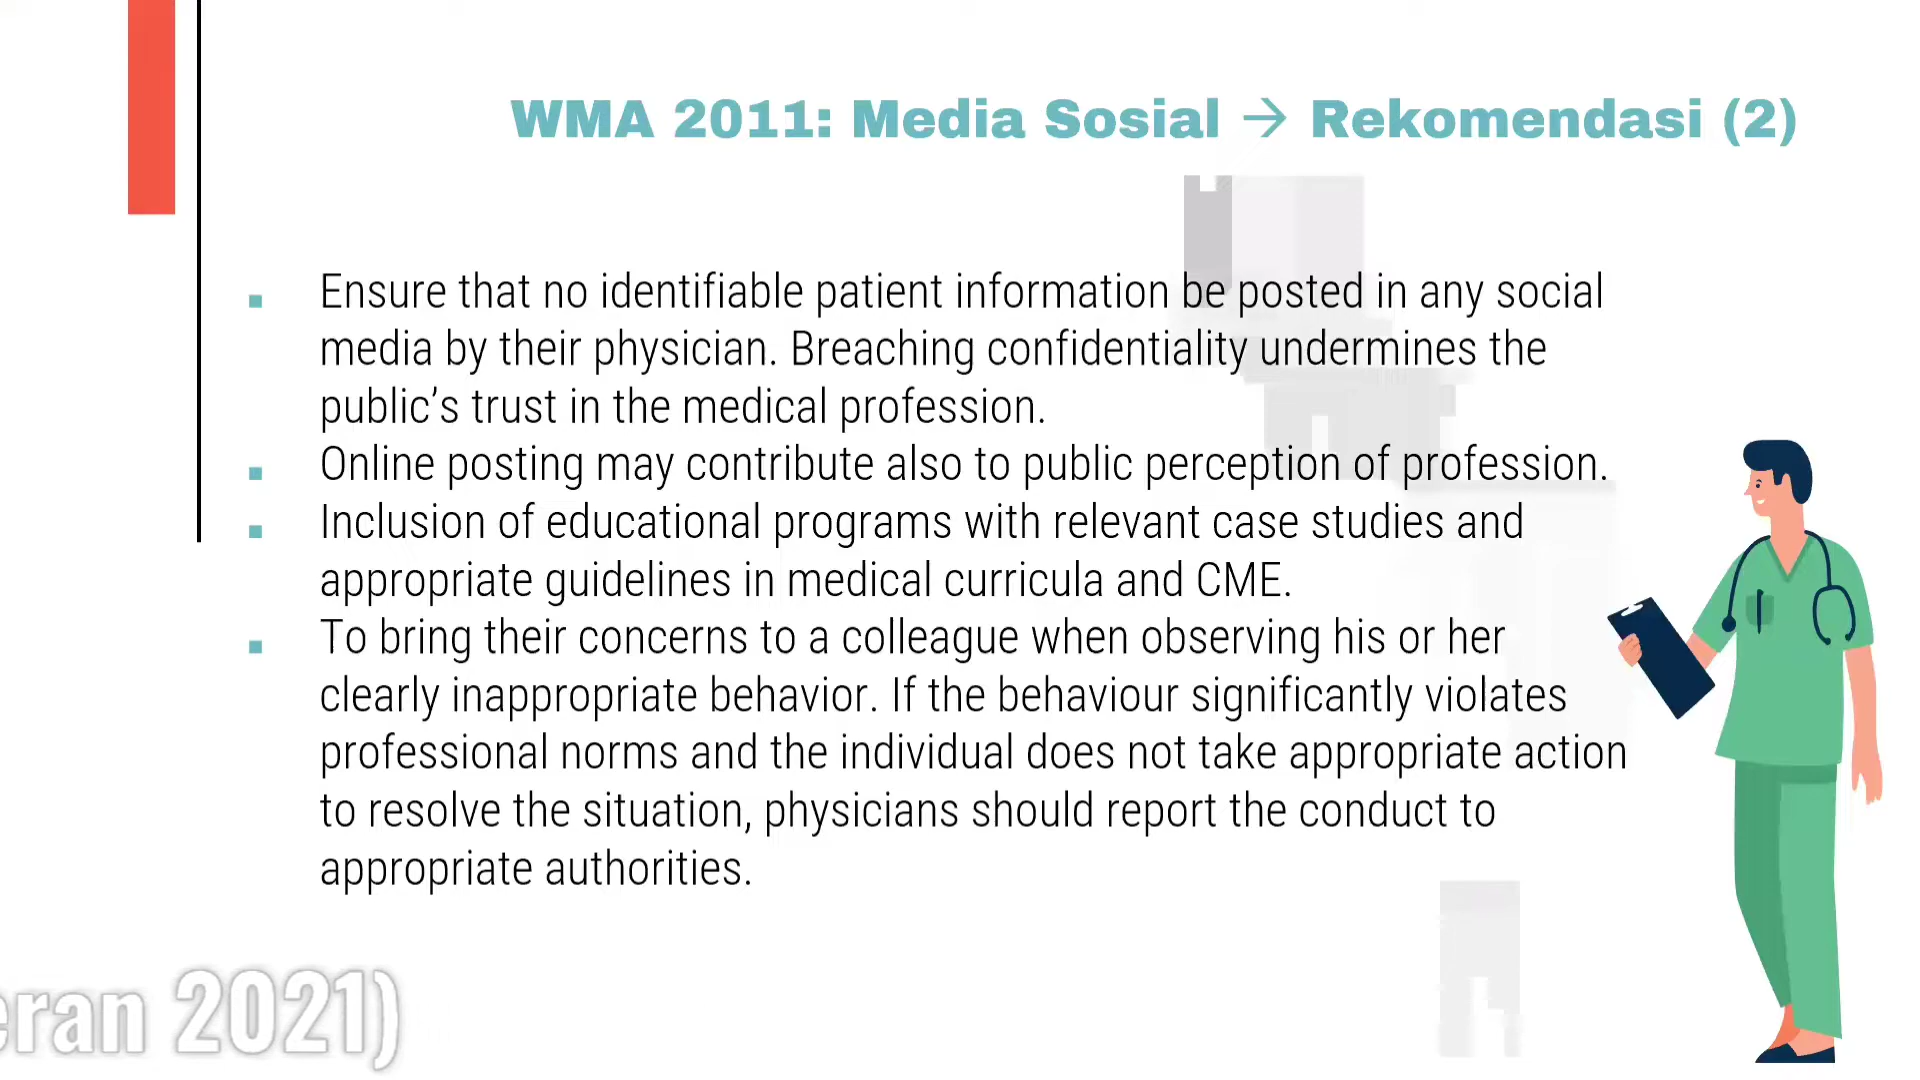 WMA 2011: Media Sosial → Rekomendasi (2)
▪ Ensure that no identifiable patient information be posted in any social
media by their physician. Breaching confidentiality undermines the
public’s trust in the medical profession.
▪ Online posting may contribute also to public perception of profession.
▪ Inclusion of educational programs with relevant case studies and
appropriate guidelines in medical curricula and CME.
▪ To bring their concerns to a colleague when observing his or her
clearly inappropriate behavior. If the behaviour significantly violates
professional norms and the individual does not take appropriate action
to resolve the situation, physicians should report the conduct to
appropriate authorities.
eran 2021)